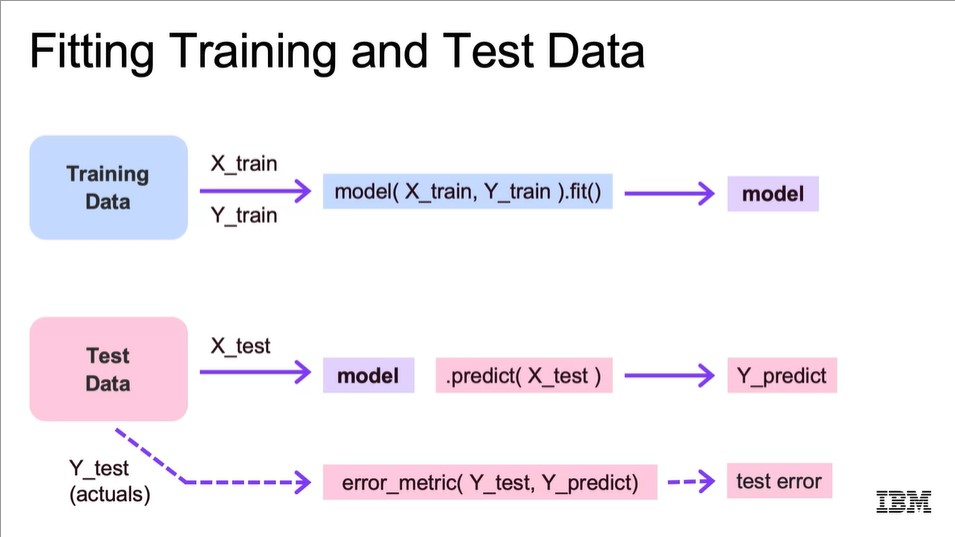 Fitting Training and Test Data
Training
Data
X_train
Y_train
model( X_train, Y_train ).fit()
model
Test
Data
X_test
model
.predict( X_test )
Y_predict
Y_test
(actuals)
error_metric( Y_test, Y_predict)
test error
IBM